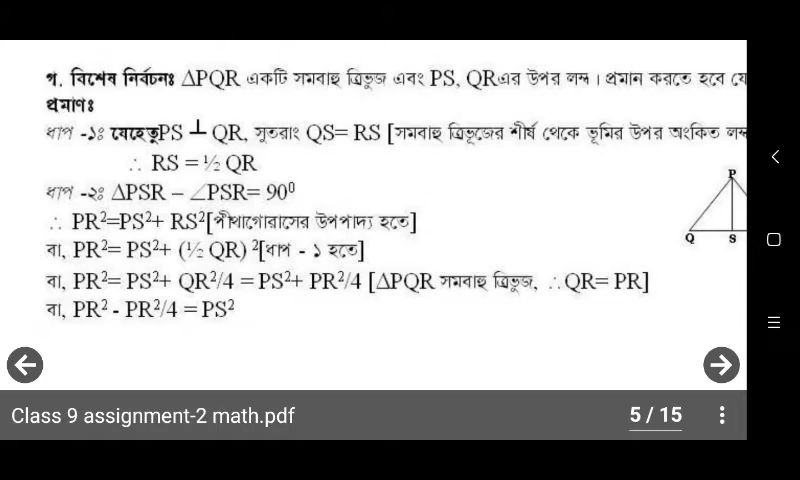 গ. বিশেষ নির্বচনঃ ΔPQR একটি সমবাহু ত্রিভুজ এবং PS, QRএর উপর লম্ব। প্রমান করতে হবে যে
প্রমাণঃ
ধাপ -১ঃ যেহেতুPS ⊥ QR, সুতরাং QS= RS [সমবাহু ত্রিভুজের শীর্ষ থেকে ভূমির উপর অংকিত লম্ব
∴ RS = ½ QR
ধাপ -২ঃ ΔPSR – ∠PSR= 90⁰
∴ PR²=PS²+ RS²[পীথাগোরাসের উপপাদ্য হতে]
বা, PR²= PS²+ (½ QR) ²[ধাপ - ১ হতে]
বা, PR²= PS²+ QR²/4 = PS²+ PR²/4 [ΔPQR সমবাহু ত্রিভুজ, ∴QR= PR]
বা, PR² - PR²/4 = PS²
P
Q S
Class 9 assignment-2 math.pdf 5 / 15